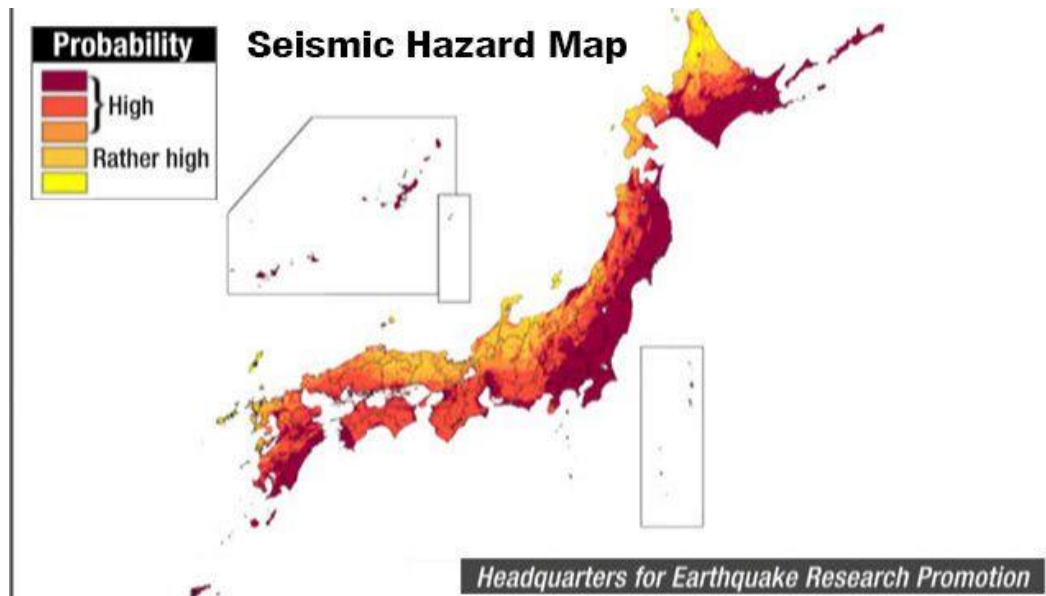 Probability
High
Rather high
Seismic Hazard Map
Headquarters for Earthquake Research Promotion